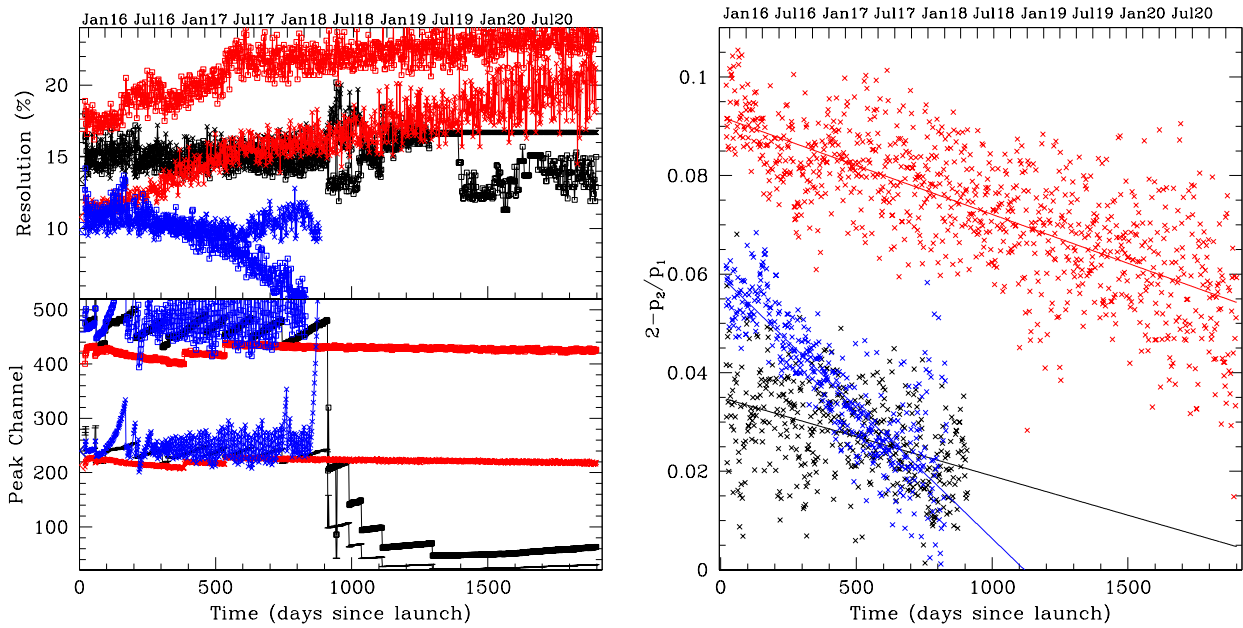 Jan16 Jul16 Jan17 Jul17 Jan18 Jul18 Jan19 Jul19 Jan20 Jul20
Resolution (%)
20
15
10
Peak Channel
500
400
300
200
100
0 500 1000 1500
Time (days since launch)
Jan16 Jul16 Jan17 Jul17 Jan18 Jul18 Jan19 Jul19 Jan20 Jul20
2-p₂/p₁
0.1
0.08
0.06
0.04
0.02
0
0 500 1000 1500
Time (days since launch)